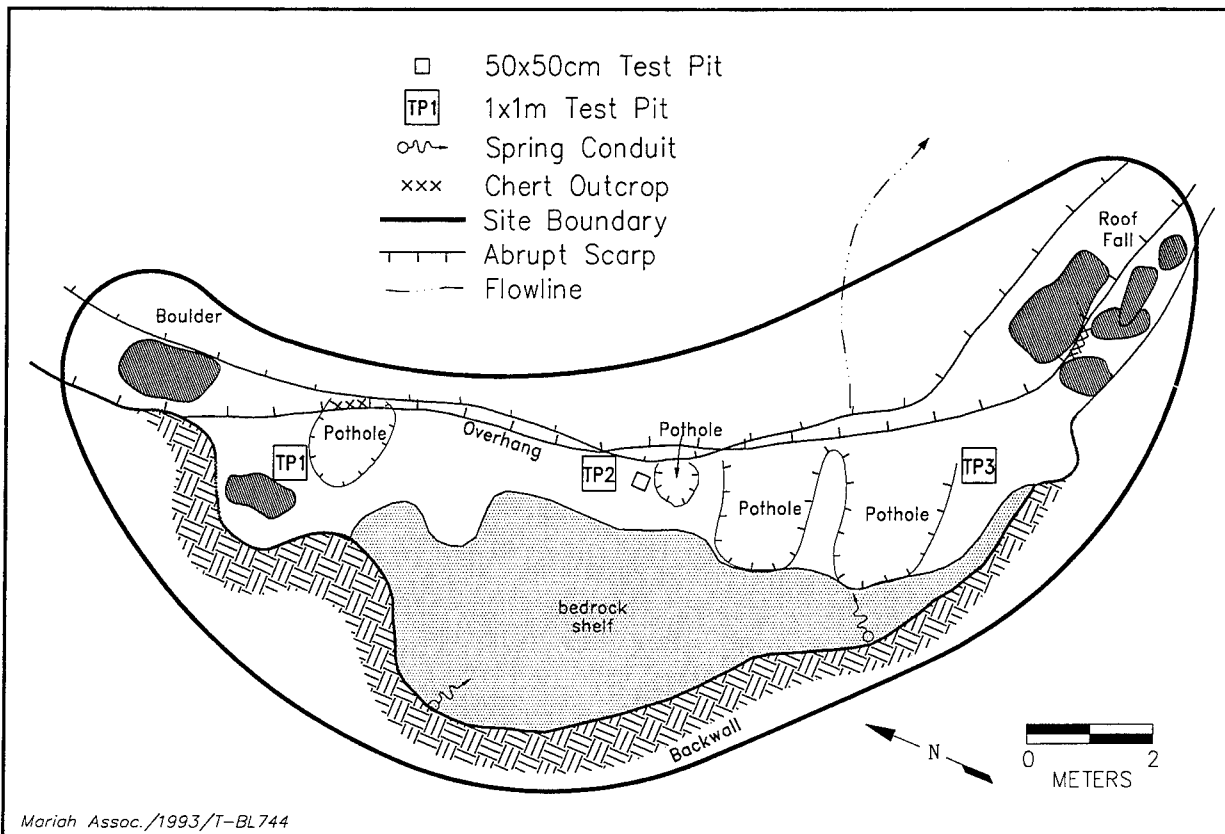 50x50cm Test Pit
TP1 1x1m Test Pit
Spring Conduit
xxx Chert Outcrop
Site Boundary
Abrupt Scarp
Flowline
Roof
Fall
Boulder
Pothole
Overhang
Pothole
TP1
TP2
TP3
Pothole
Pothole
bedrock
shelf
Backwall
N
0 2
METERS
Mariah Assoc./1993/T-BL744